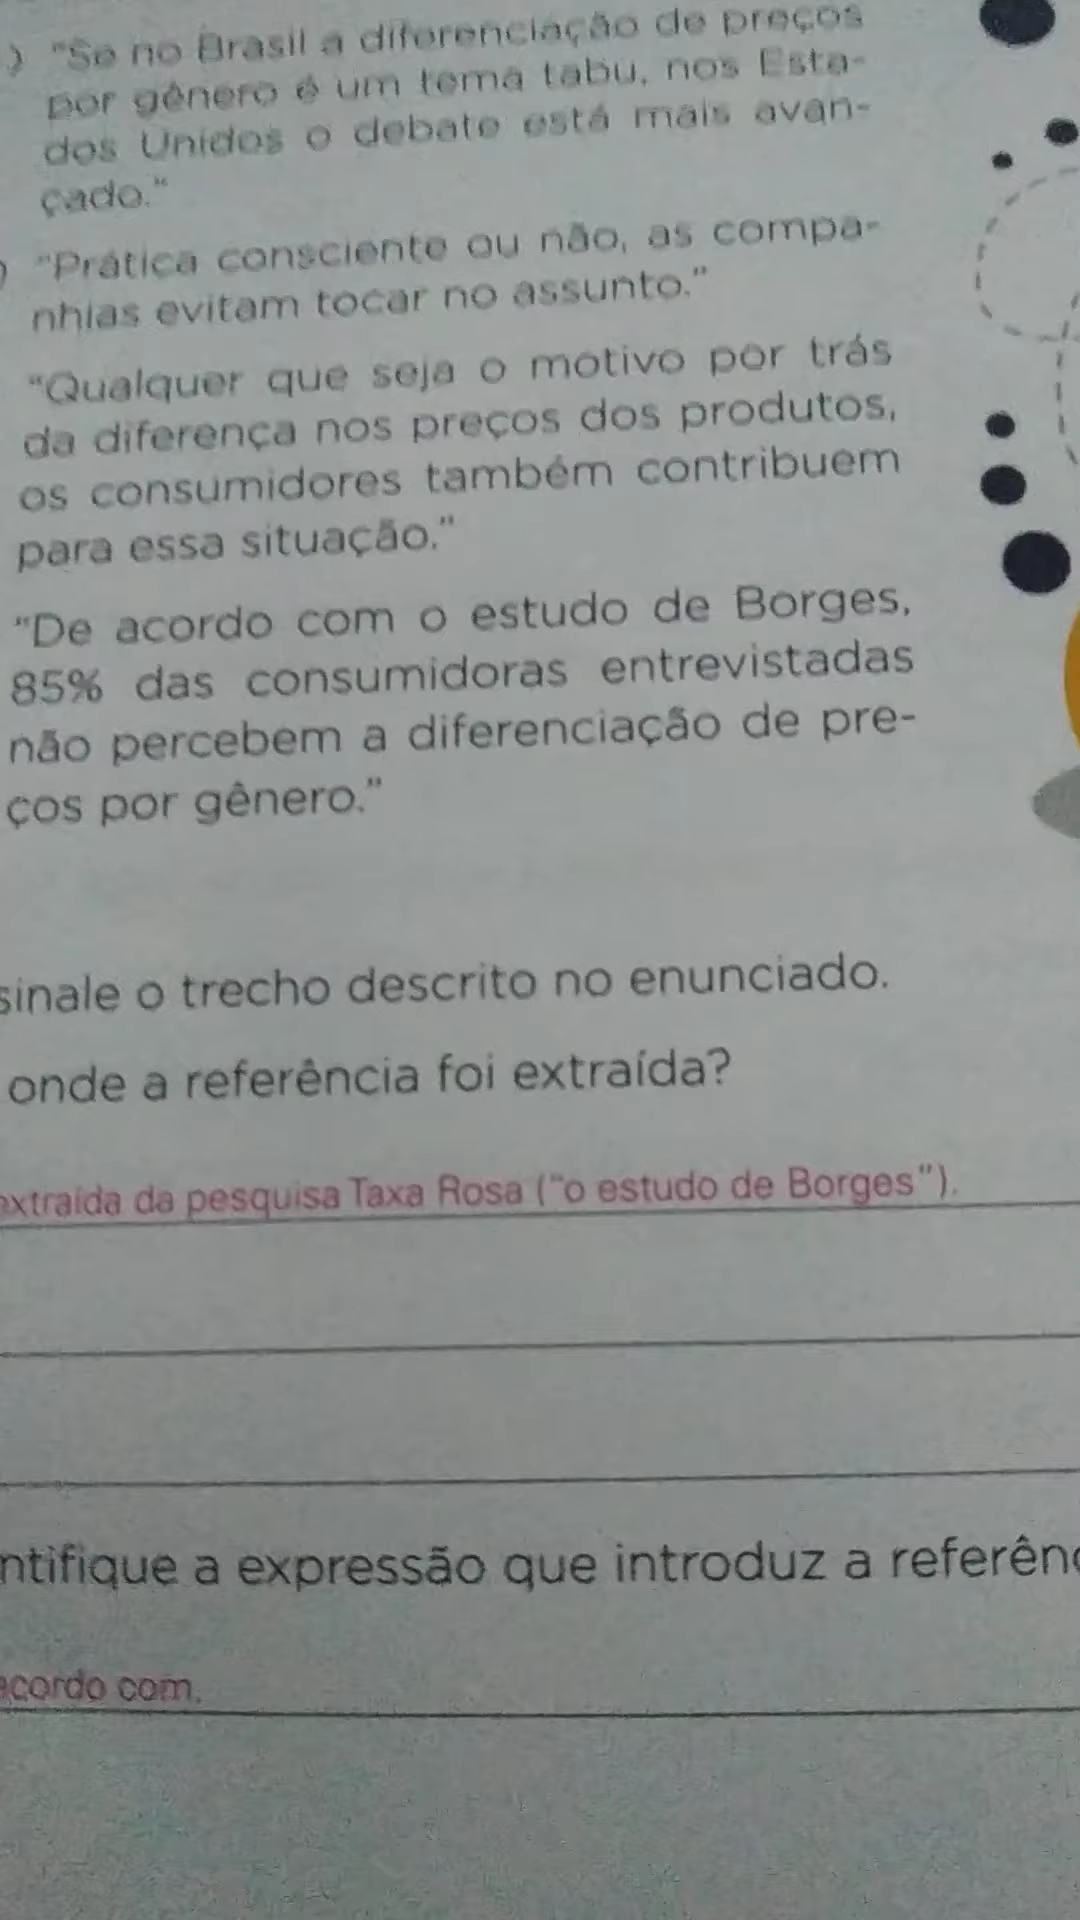 ) "Se no Brasil a diferenciação de preços
por gênero é um tema tabu, nos Esta-
dos Unidos o debate está mais avan-
çado."
) "Prática consciente ou não, as compa-
nhias evitam tocar no assunto."
"Qualquer que seja o motivo por trás
da diferença nos preços dos produtos,
os consumidores também contribuem
para essa situação."
"De acordo com o estudo de Borges,
85% das consumidoras entrevistadas
não percebem a diferenciação de pre-
ços por gênero."
sinale o trecho descrito no enunciado.
onde a referência foi extraída?
extraída da pesquisa Taxa Rosa ("o estudo de Borges").
ntifique a expressão que introduz a referênc
acordo com.